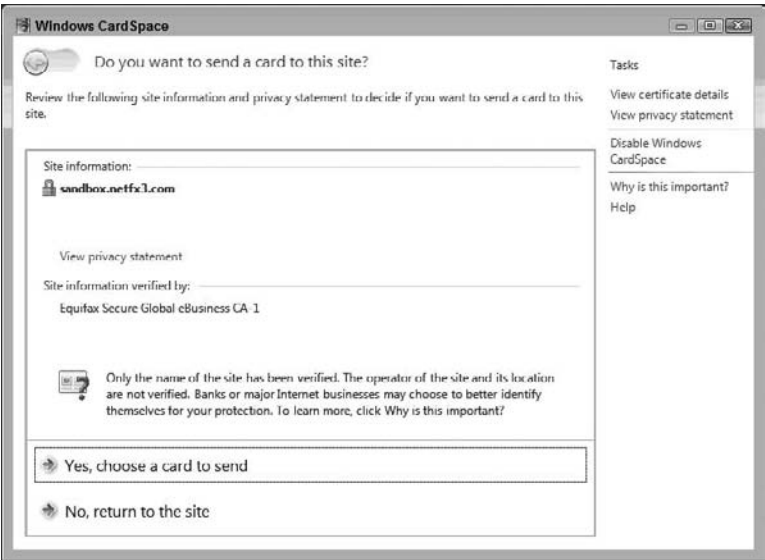 Windows CardSpace
Do you want to send a card to this site?
Review the following site information and privacy statement to decide if you want to send a card to this
site.
Site information:
sandbox.netfx3.com
View privacy statement
Site information verified by:
Equifax Secure Global eBusiness CA-1
Only the name of the site has been verified. The operator of the site and its location
are not verified. Banks or major Internet businesses may choose to better identify
themselves for your protection. To learn more, click Why is this important?
Yes, choose a card to send
No, return to the site
Tasks
View certificate details
View privacy statement
Disable Windows
CardSpace
Why is this important?
Help